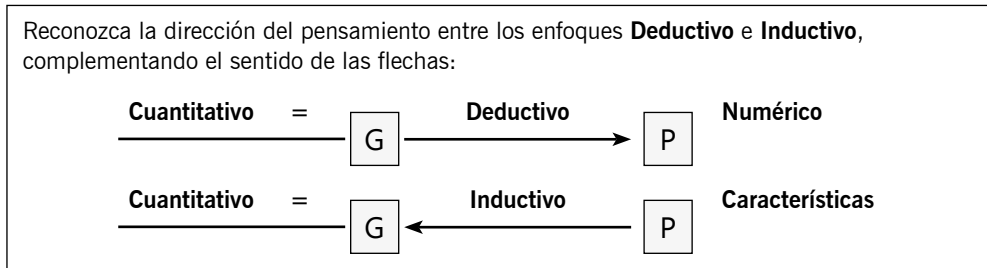 Reconozca la dirección del pensamiento entre los enfoques Deductivo e Inductivo,
complementando el sentido de las flechas:
Cuantitativo = G Deductivo P Numérico
Cuantitativo = G Inductivo P Características